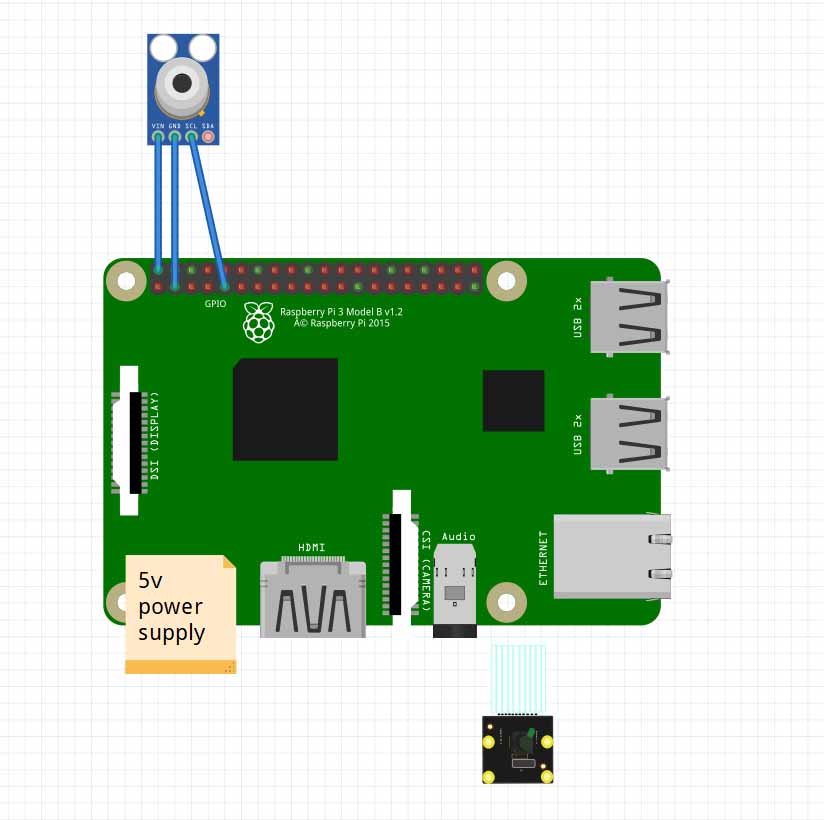 VIN GND SCL SDA
GPIO
Raspberry Pi 3 Model B v1.2
Â© Raspberry Pi 2015
USB 2x
DSI (DISPLAY)
USB 2x
HDMI
CSI (CAMERA)
Audio
ETHERNET
5v
power
supply